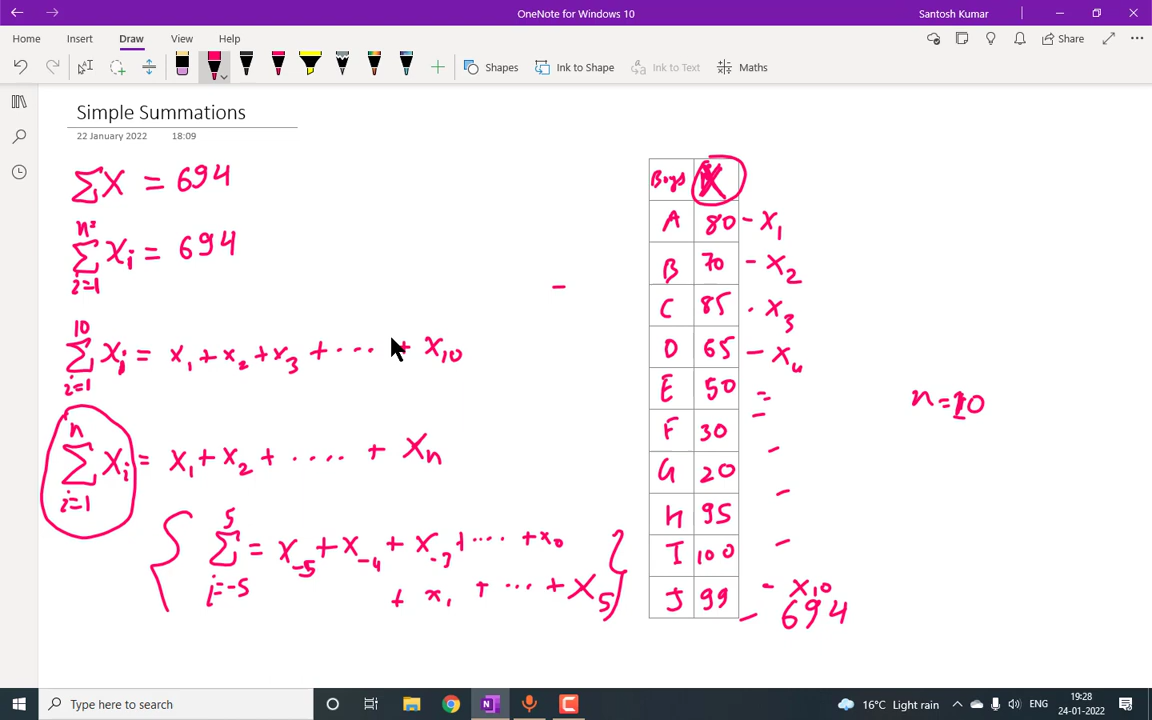 OneNote for Windows 10
Santosh Kumar
Home Insert Draw View Help
Share
Shapes Ink to Shape Ink to Text Maths
Simple Summations
22 January 2022 18:09
∑X = 694
∑ i=1 n= Xi = 694
∑ i=1 10 Xi = x1 + x2 + x3 + .... + x10
∑ i=1 n Xi = x1 + x2 + .... + Xn
{ ∑ i=-5 5 = X-5 + X-4 + X-3 + ... + x0
+ x1 + ... + X5 }
Boys X
A 80 - X1
B 70 - X2
C 85 - X3
D 65 - X4
E 50
F 30
G 20
H 95
I 100
J 99 - X10
694
n=10
Type here to search
16°C Light rain
ENG
19:28
24-01-2022